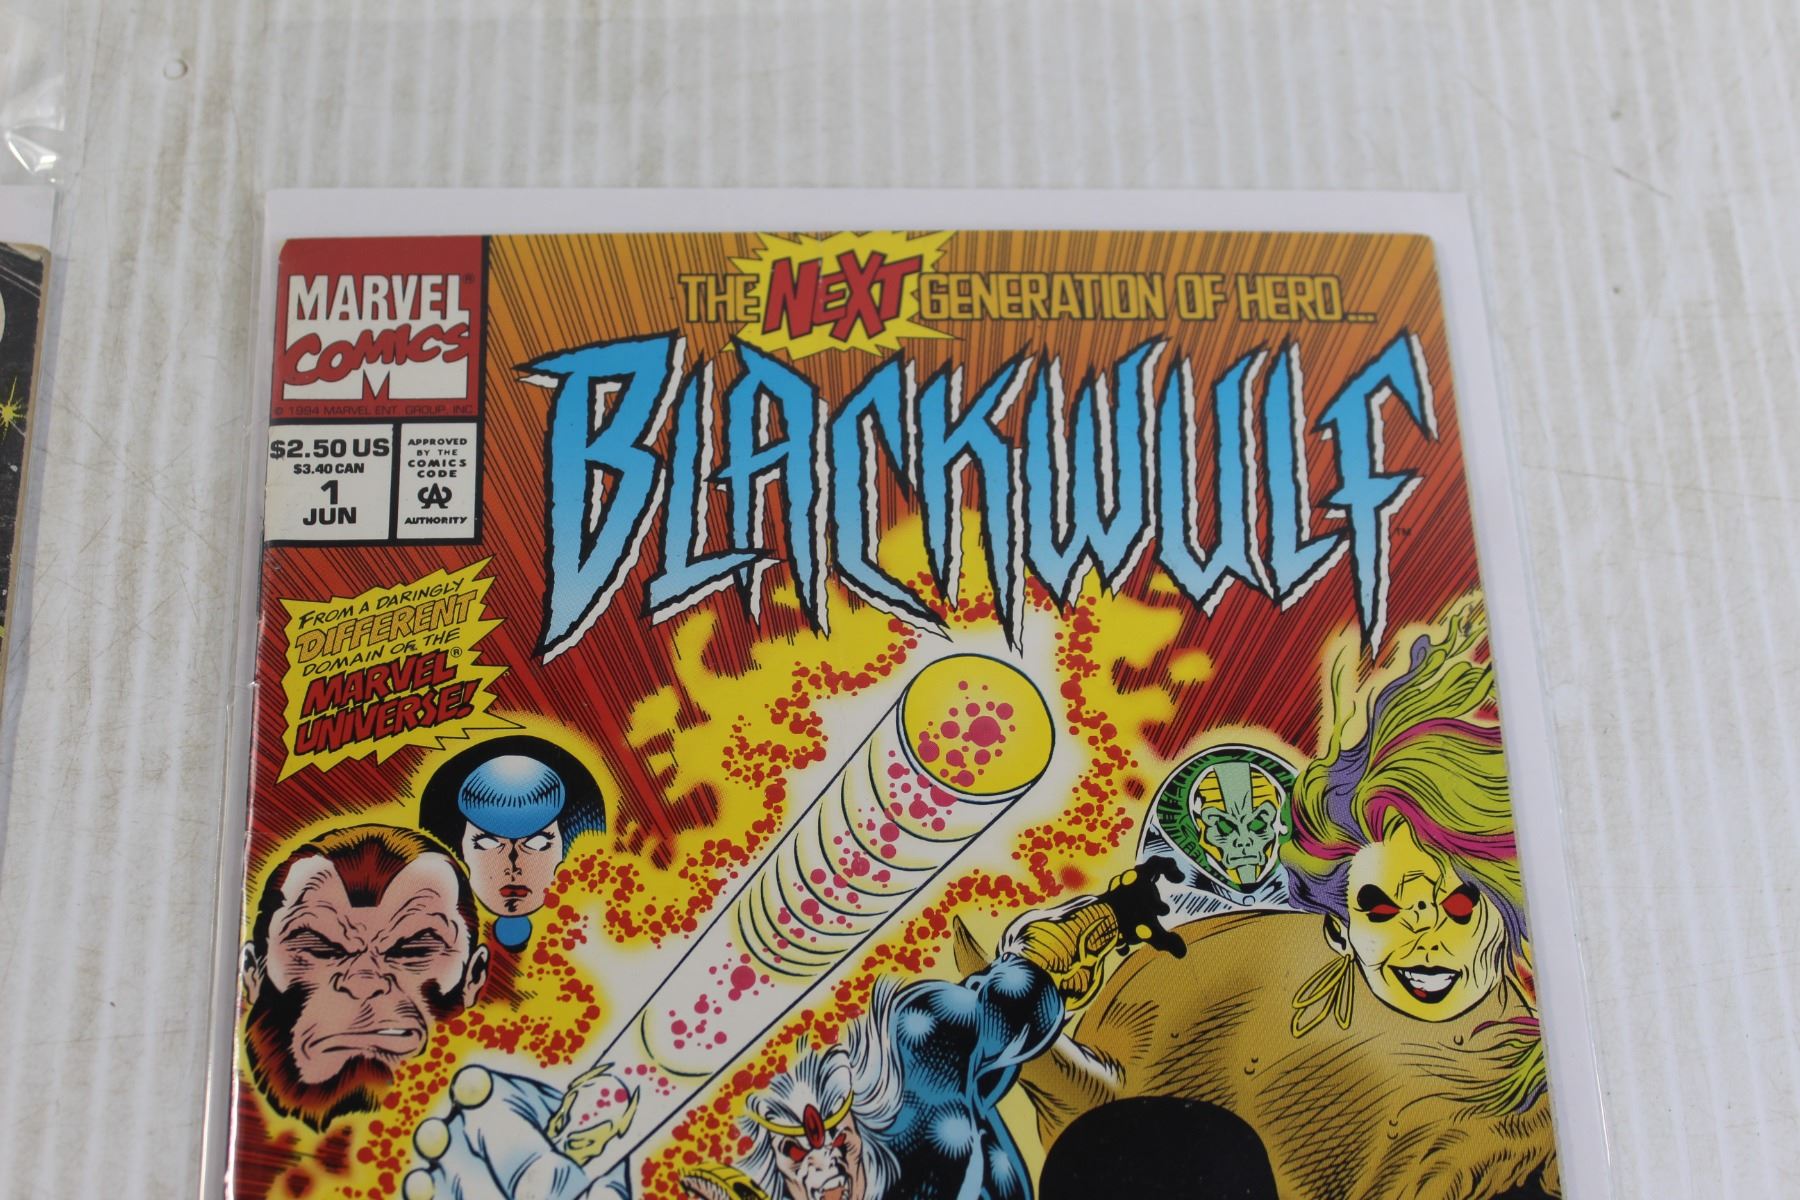 MARVEL®
COMICS
M
© 1994 MARVEL ENT. GROUP, INC
$2.50 US
$3.40 CAN
1
JUN
APPROVED
BY THE
COMICS
CODE
CA
AUTHORITY
THE NEXT GENERATION OF HERO...
BLACKWULF™
FROM A DARINGLY
DIFFERENT
DOMAIN OF THE
MARVEL®
UNIVERSE!